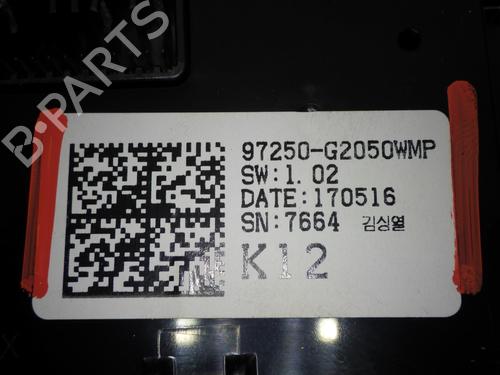 B-PARTS
97250-G2050WMP
SW:1.02
DATE:170516
SN:7664 김싱열
K12